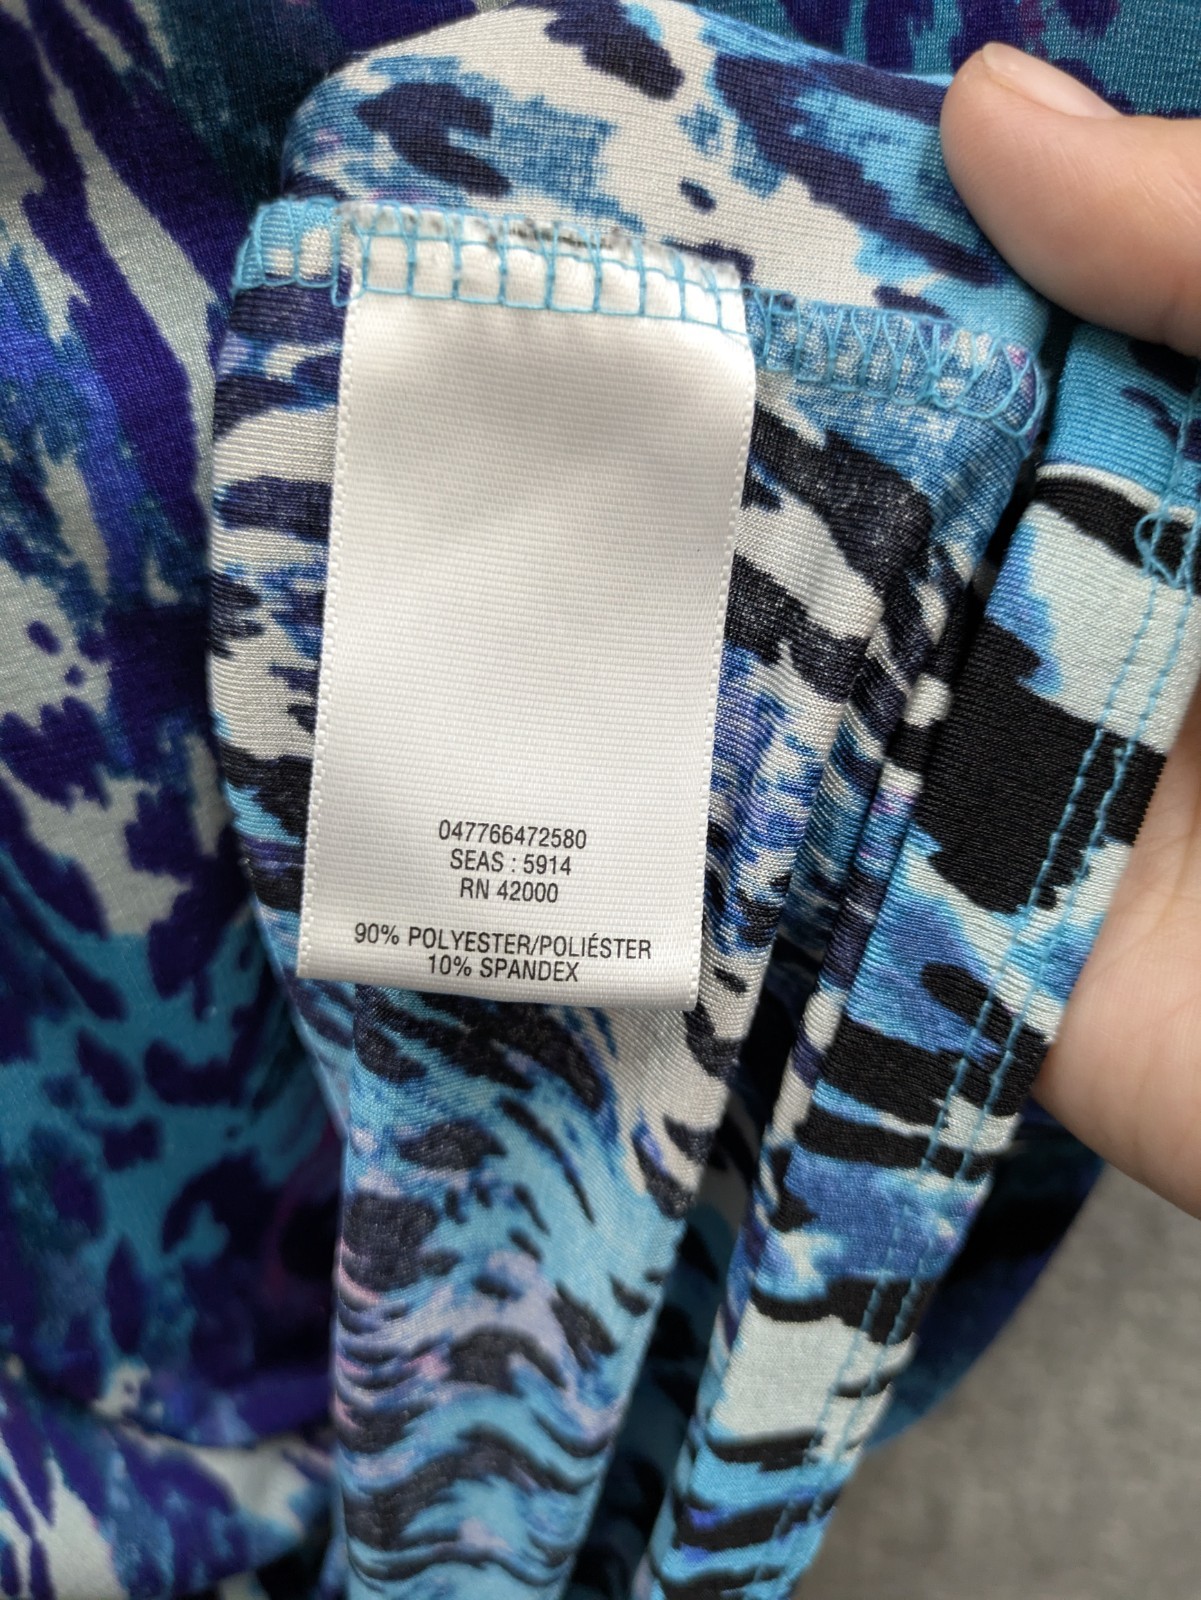 047766472580
SEAS : 5914
RN 42000
90% POLYESTER/POLIÉSTER
10% SPANDEX